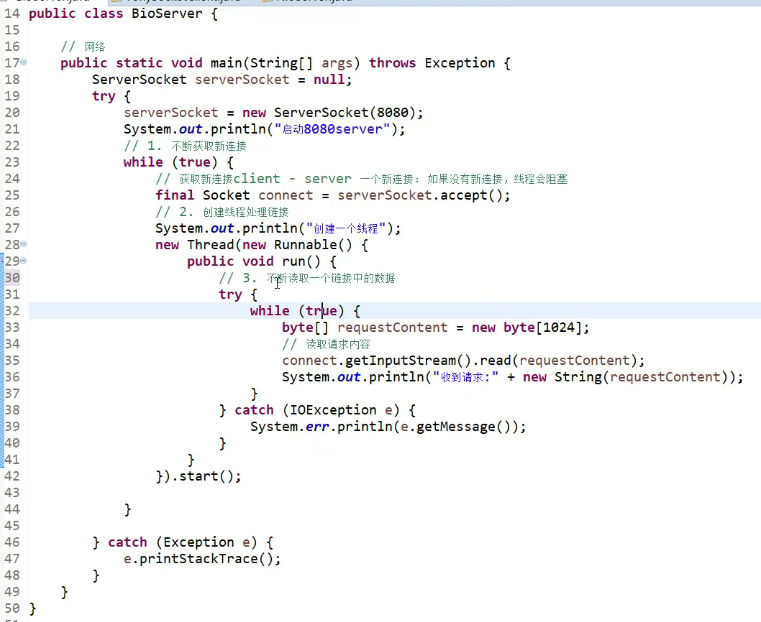 14 public class BioServer {
15
16 // 网络
17 public static void main(String[] args) throws Exception {
18 ServerSocket serverSocket = null;
19 try {
20 serverSocket = new ServerSocket(8080);
21 System.out.println("启动8080server");
22 // 1. 不断获取新连接
23 while (true) {
24 // 获取新连接client - server 一个新连接: 如果没有新连接，线程会阻塞
25 final Socket connect = serverSocket.accept();
26 // 2. 创建线程处理链接
27 System.out.println("创建一个线程");
28 new Thread(new Runnable() {
29 public void run() {
30 // 3. 不断读取一个链接中的数据
31 try {
32 while (true) {
33 byte[] requestContent = new byte[1024];
34 // 读取请求内容
35 connect.getInputStream().read(requestContent);
36 System.out.println("收到请求:" + new String(requestContent));
37 }
38 } catch (IOException e) {
39 System.err.println(e.getMessage());
40 }
41 }
42 }).start();
43
44 }
45
46 } catch (Exception e) {
47 e.printStackTrace();
48 }
49 }
50 }